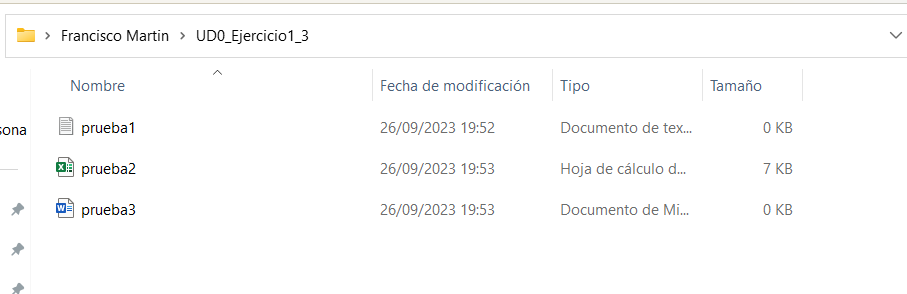 Francisco Martin > UD0_Ejercicio1_3
Nombre Fecha de modificación Tipo Tamaño
sona
prueba1 26/09/2023 19:52 Documento de tex... 0 KB
prueba2 26/09/2023 19:53 Hoja de cálculo d... 7 KB
prueba3 26/09/2023 19:53 Documento de Mi... 0 KB